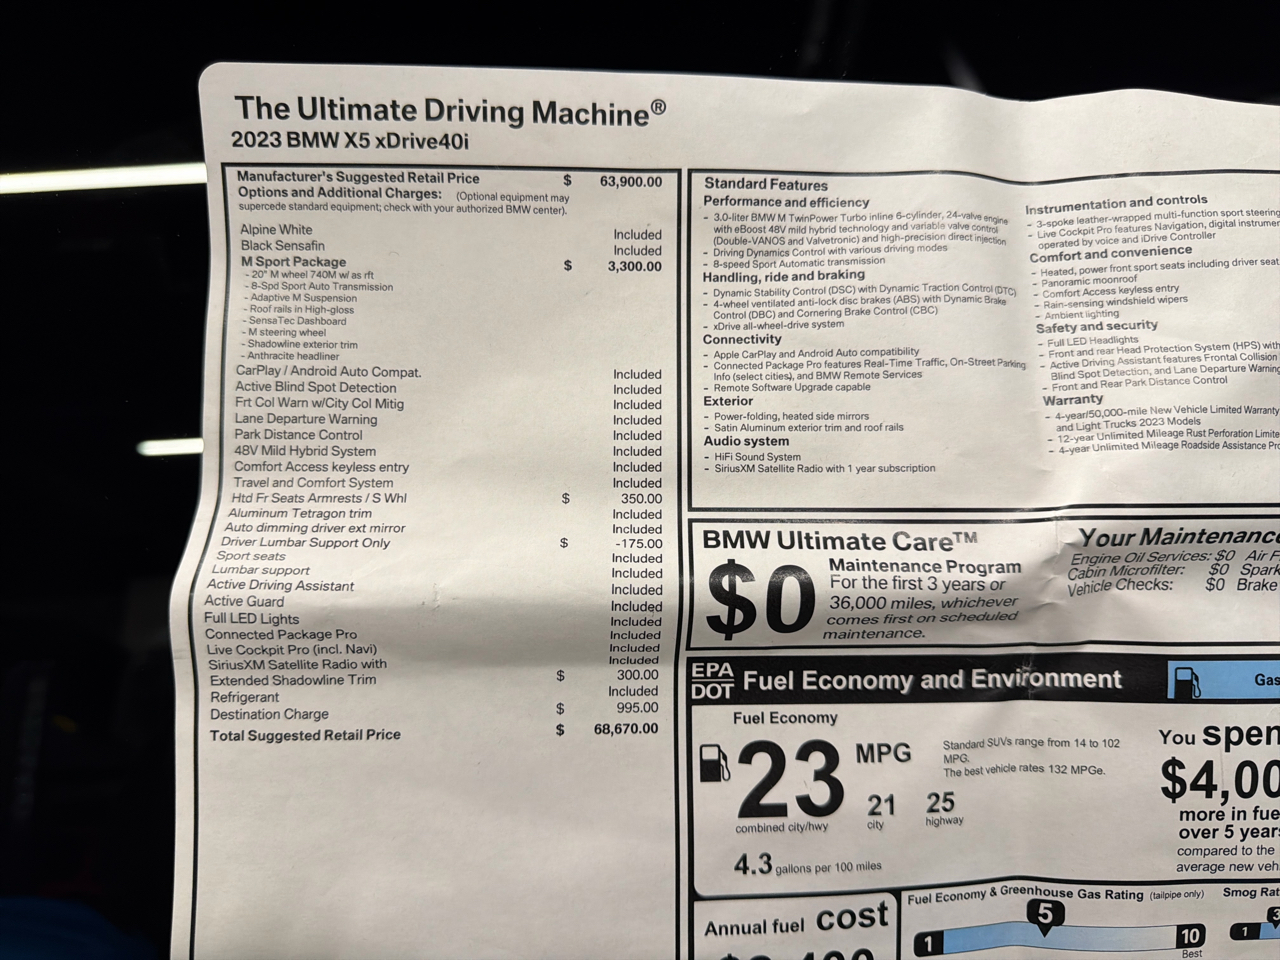 The Ultimate Driving Machine®
2023 BMW X5 xDrive40i
Manufacturer's Suggested Retail Price $ 63,900.00
Options and Additional Charges: (Optional equipment may
supercede standard equipment; check with your authorized BMW center).
Alpine White Included
Black Sensafin Included
M Sport Package $ 3,300.00
- 20" M wheel 740M w/ as rft
- 8-Spd Sport Auto Transmission
- Adaptive M Suspension
- Roof rails in High-gloss
- SensaTec Dashboard
- M steering wheel
- Shadowline exterior trim
- Anthracite headliner
CarPlay / Android Auto Compat. Included
Active Blind Spot Detection Included
Frt Col Warn w/City Col Mitig Included
Lane Departure Warning Included
Park Distance Control Included
48V Mild Hybrid System Included
Comfort Access keyless entry Included
Travel and Comfort System Included
Htd Fr Seats Armrests / S Whl $ 350.00
Aluminum Tetragon trim Included
Auto dimming driver ext mirror Included
Driver Lumbar Support Only $ -175.00
Sport seats Included
Lumbar support Included
Active Driving Assistant Included
Active Guard Included
Full LED Lights Included
Connected Package Pro Included
Live Cockpit Pro (incl. Navi) Included
SiriusXM Satellite Radio with Included
Extended Shadowline Trim $ 300.00
Refrigerant Included
Destination Charge $ 995.00
Total Suggested Retail Price $ 68,670.00
Standard Features
Performance and efficiency
- 3.0-liter BMW M TwinPower Turbo inline 6-cylinder, 24-valve engine
with eBoost 48V mild hybrid technology and variable valve control
(Double-VANOS and Valvetronic) and high-precision direct injection
- Driving Dynamics Control with various driving modes
- 8-speed Sport Automatic transmission
Handling, ride and braking
- Dynamic Stability Control (DSC) with Dynamic Traction Control (DTC)
- 4-wheel ventilated anti-lock disc brakes (ABS) with Dynamic Brake
Control (DBC) and Cornering Brake Control (CBC)
- xDrive all-wheel-drive system
Connectivity
- Apple CarPlay and Android Auto compatibility
- Connected Package Pro features Real-Time Traffic, On-Street Parking
Info (select cities), and BMW Remote Services
- Remote Software Upgrade capable
Exterior
- Power-folding, heated side mirrors
- Satin Aluminum exterior trim and roof rails
Audio system
- HiFi Sound System
- SiriusXM Satellite Radio with 1 year subscription
Instrumentation and controls
- 3-spoke leather-wrapped multi-function sport steering
- Live Cockpit Pro features Navigation, digital instrumen
operated by voice and iDrive Controller
Comfort and convenience
- Heated, power front sport seats including driver seat
- Panoramic moonroof
- Comfort Access keyless entry
- Rain-sensing windshield wipers
- Ambient lighting
Safety and security
- Full LED Headlights
- Front and rear Head Protection System (HPS) with
- Active Driving Assistant features Frontal Collision
Blind Spot Detection, and Lane Departure Warning
- Front and Rear Park Distance Control
Warranty
- 4-year/50,000-mile New Vehicle Limited Warranty
and Light Trucks 2023 Models
- 12-year Unlimited Mileage Rust Perforation Limite
- 4-year Unlimited Mileage Roadside Assistance Pro
BMW Ultimate Care™
$0 Maintenance Program
For the first 3 years or
36,000 miles, whichever
comes first on scheduled
maintenance.
Your Maintenance
Engine Oil Services: $0 Air F
Cabin Microfilter: $0 Spark
Vehicle Checks: $0 Brake
EPA
DOT Fuel Economy and Environment
Gas
Fuel Economy
23 MPG
combined city/hwy
21
city
25
highway
4.3 gallons per 100 miles
Standard SUVs range from 14 to 102
MPG.
The best vehicle rates 132 MPGe.
You spen
$4,00
more in fue
over 5 years
compared to the
average new veh
Annual fuel cost
Fuel Economy & Greenhouse Gas Rating (tailpipe only)
1 5 10
Best
Smog Rat
1 3